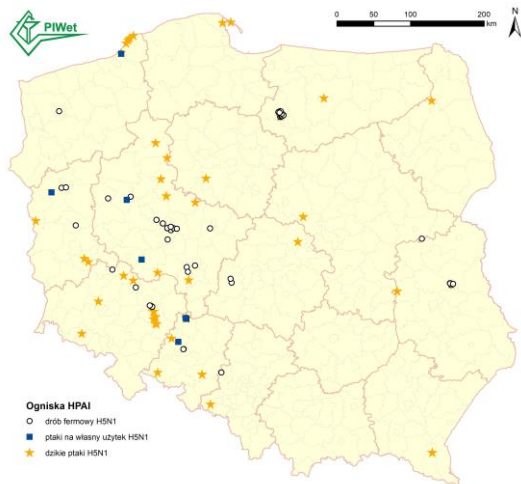 PIWet
0 50 100 200
km
N
Ogniska HPAI
drób fermowy H5N1
ptaki na własny użytek H5N1
dzikie ptaki H5N1